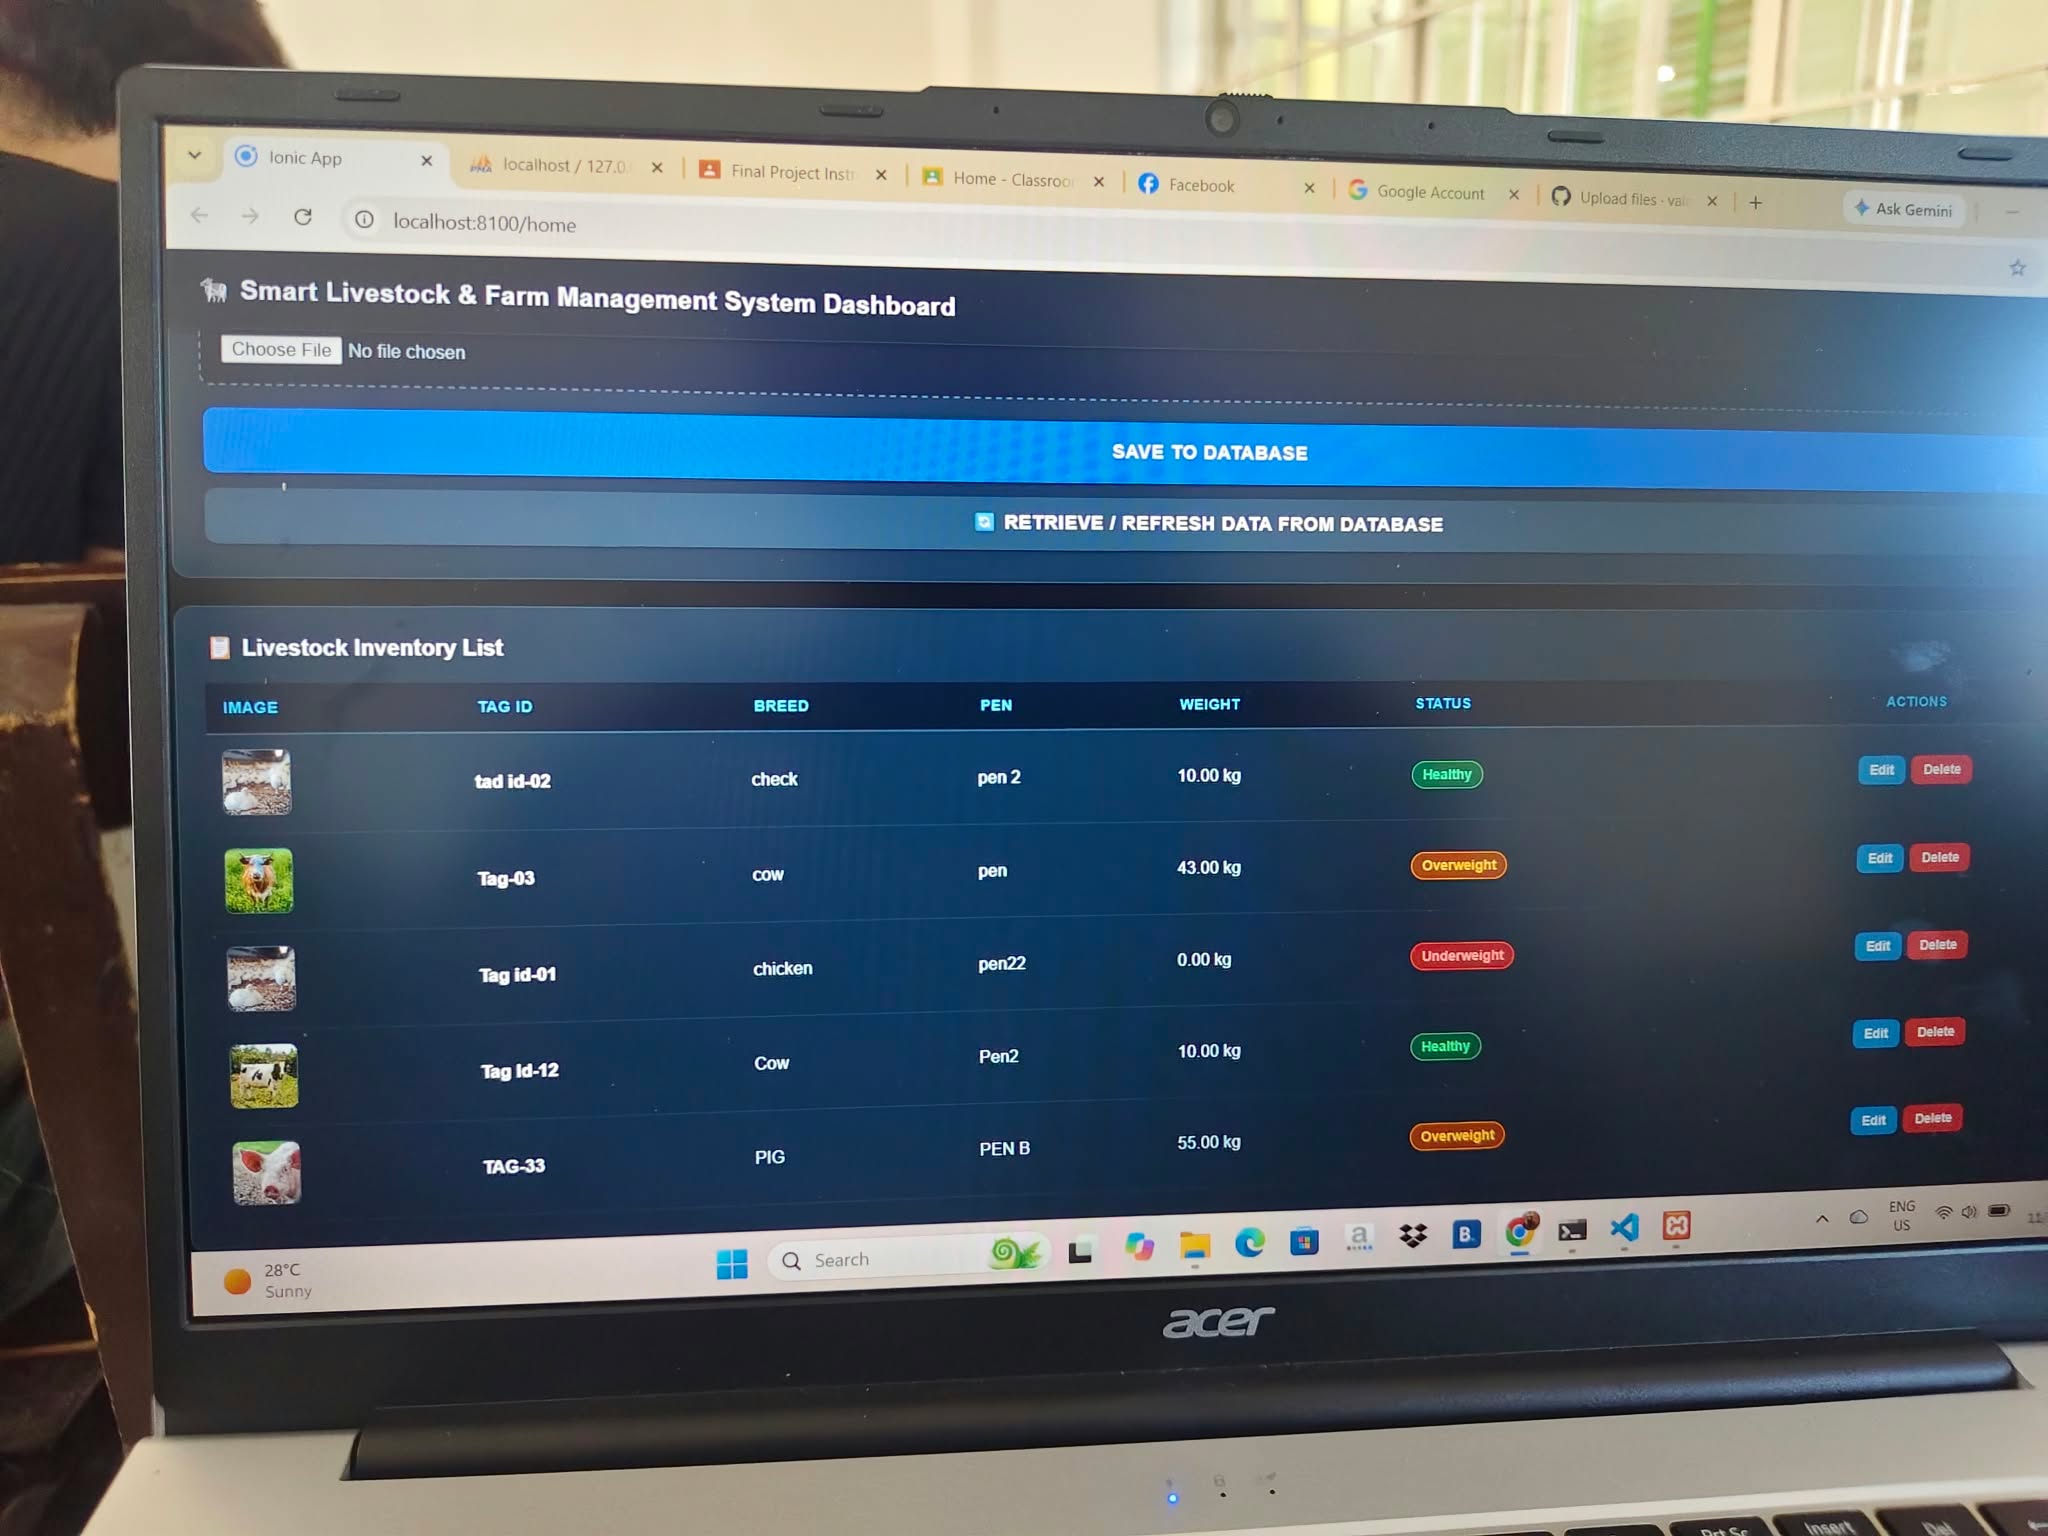 Ionic App
localhost / 127.0.
Final Project Instr
Home - Classroo
Facebook
Google Account
Upload files · val
Ask Gemini
localhost:8100/home
Smart Livestock & Farm Management System Dashboard
Choose File No file chosen
SAVE TO DATABASE
RETRIEVE / REFRESH DATA FROM DATABASE
Livestock Inventory List
IMAGE TAG ID BREED PEN WEIGHT STATUS ACTIONS
tad id-02 check pen 2 10.00 kg Healthy Edit Delete
Tag-03 cow pen 43.00 kg Overweight Edit Delete
Tag id-01 chicken pen22 0.00 kg Underweight Edit Delete
Tag Id-12 Cow Pen2 10.00 kg Healthy Edit Delete
TAG-33 PIG PEN B 55.00 kg Overweight Edit Delete
28°C
Sunny
Search
ENG
US
acer
Prt Sc
Insert
Del